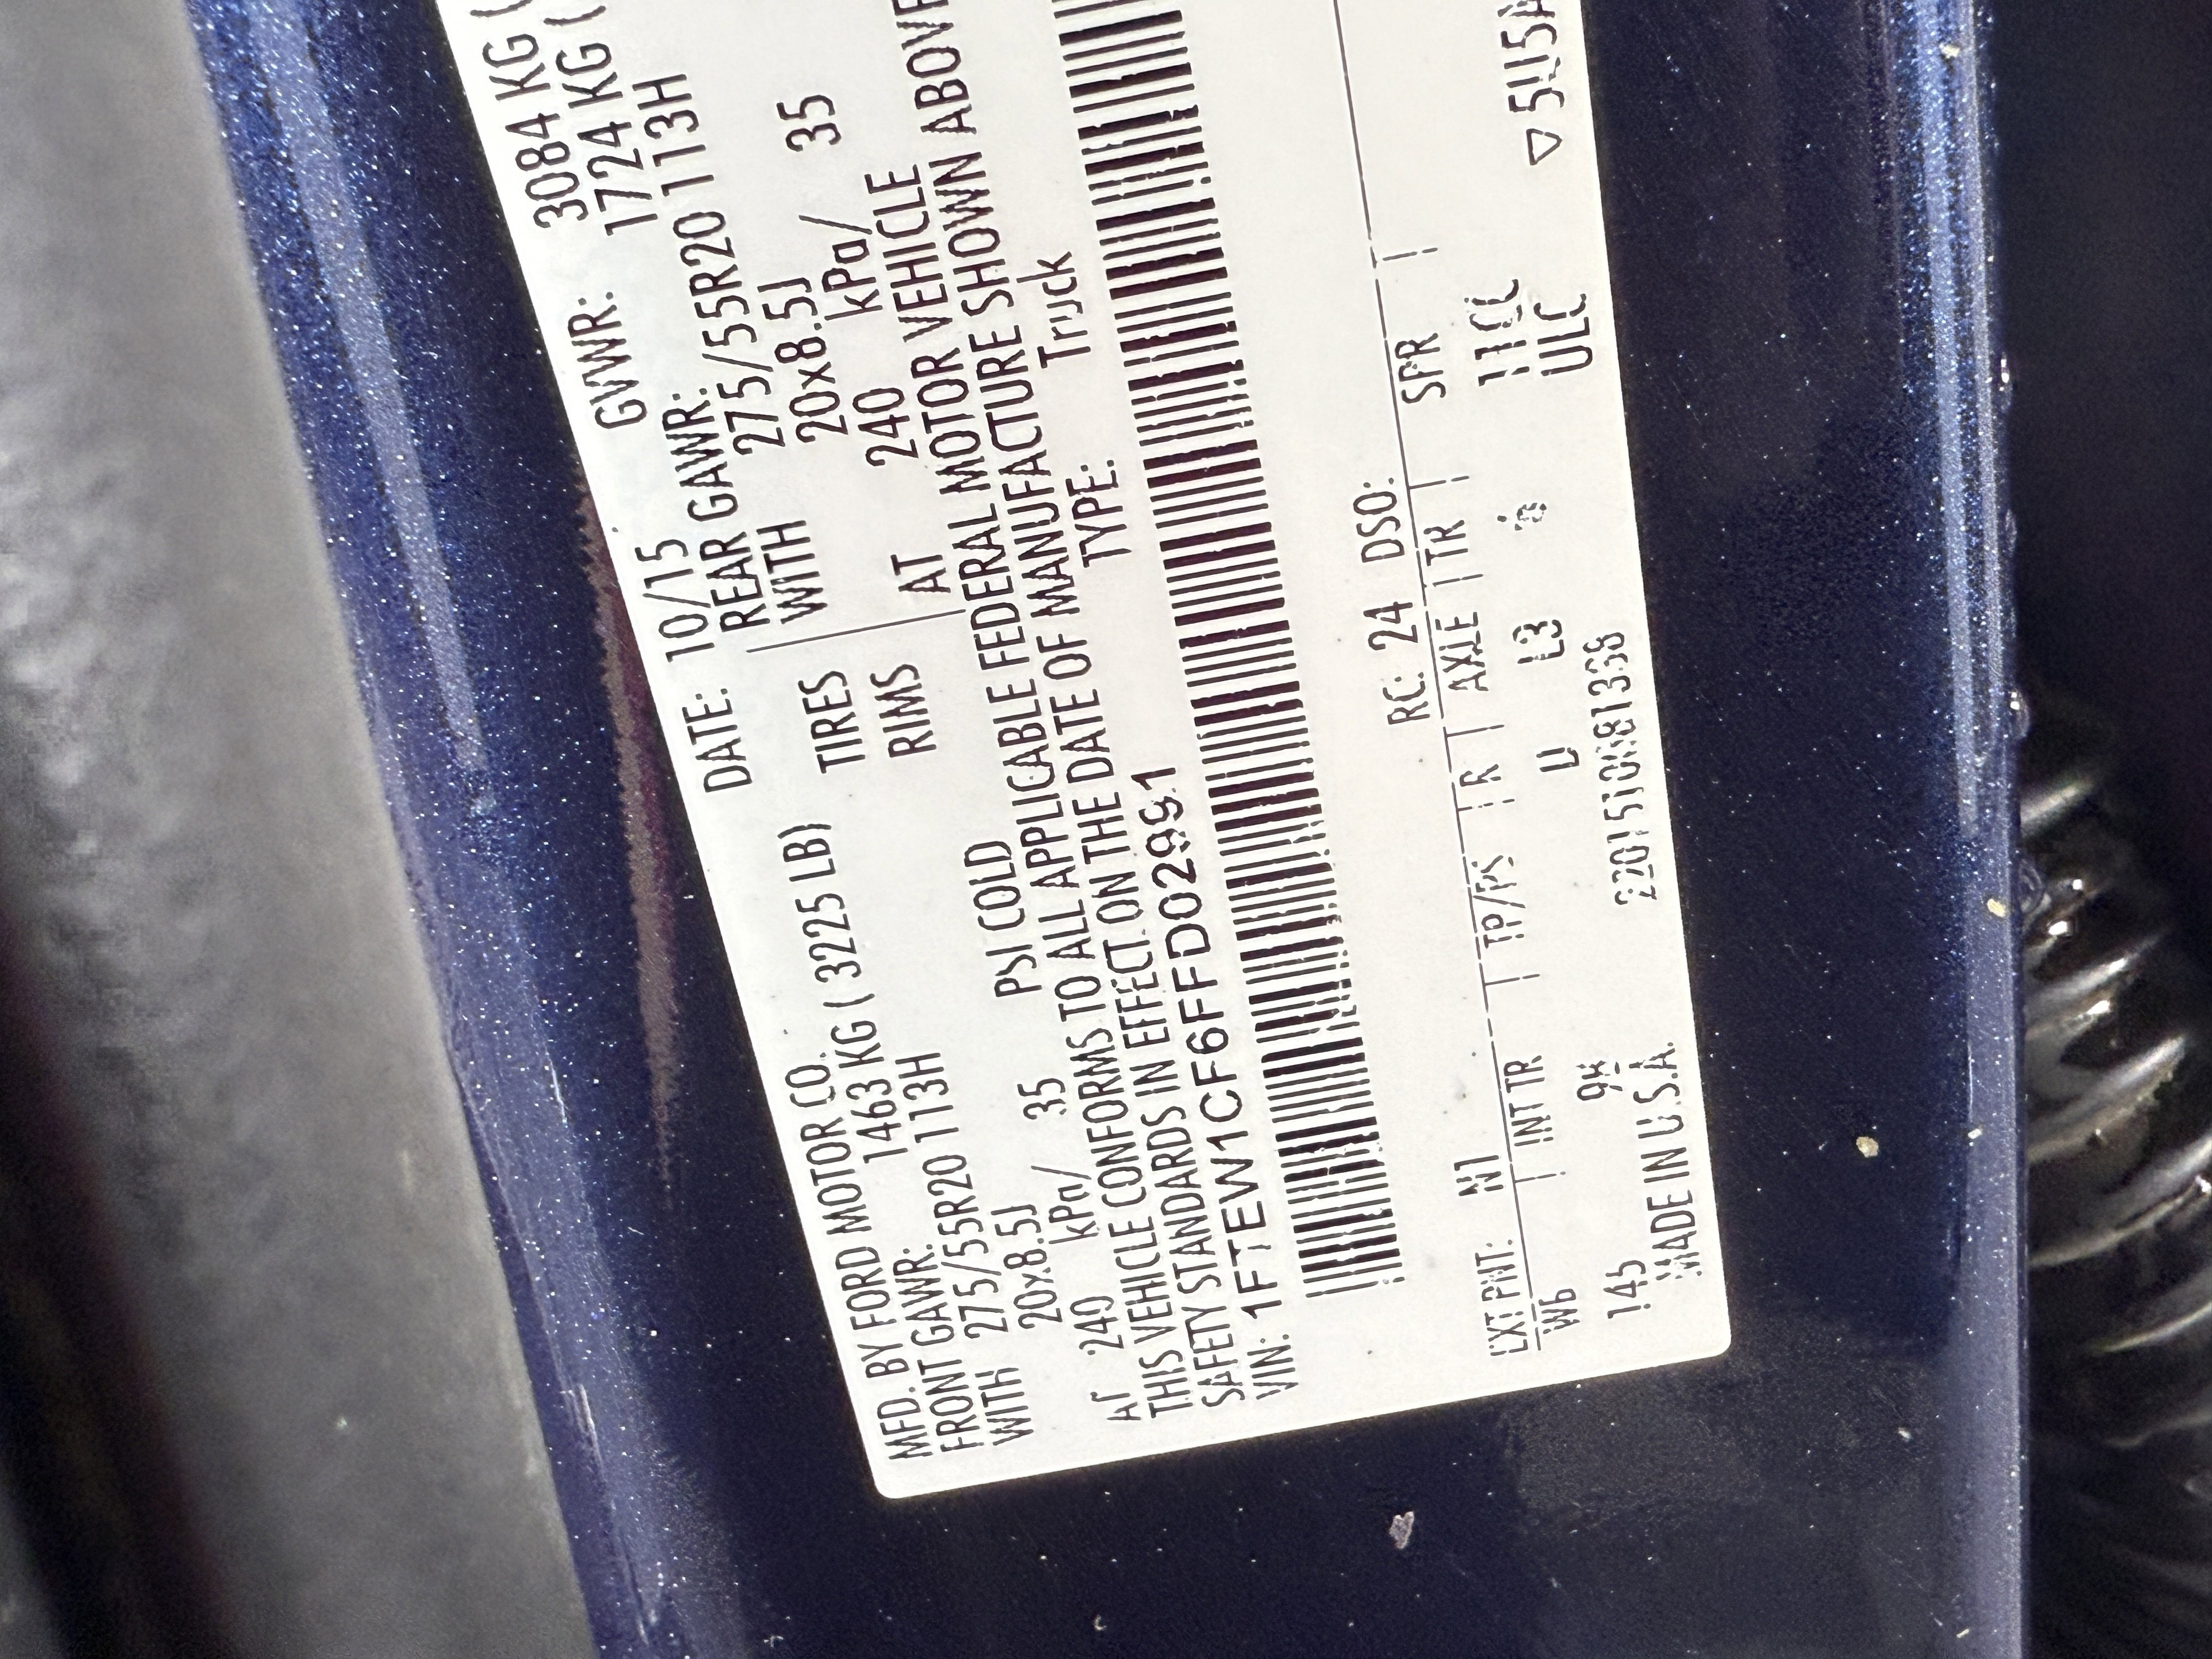 MFD. BY FORD MOTOR CO. DATE: 10/15 GVWR: 3084 KG (
FRONT GAWR: 1463 KG ( 3225 LB) REAR GAWR: 1724 KG (
WITH 275/55R20 113H TIRES WITH 275/55R20 113H
20x8.5J RIMS 20x8.5J
AT 240 kPa/ 35 PSI COLD AT 240 kPa/ 35
THIS VEHICLE CONFORMS TO ALL APPLICABLE FEDERAL MOTOR VEHICLE
SAFETY STANDARDS IN EFFECT ON THE DATE OF MANUFACTURE SHOWN ABOVE
VIN: 1FTEW1CF6FFD02991 TYPE: Truck
EXT PNT: N1 RC: 24 DSO:
WB INT TR TP/PS R AXLE TR SPR
145 9H L3
MADE IN U.S.A.
ULC
▽5U5A